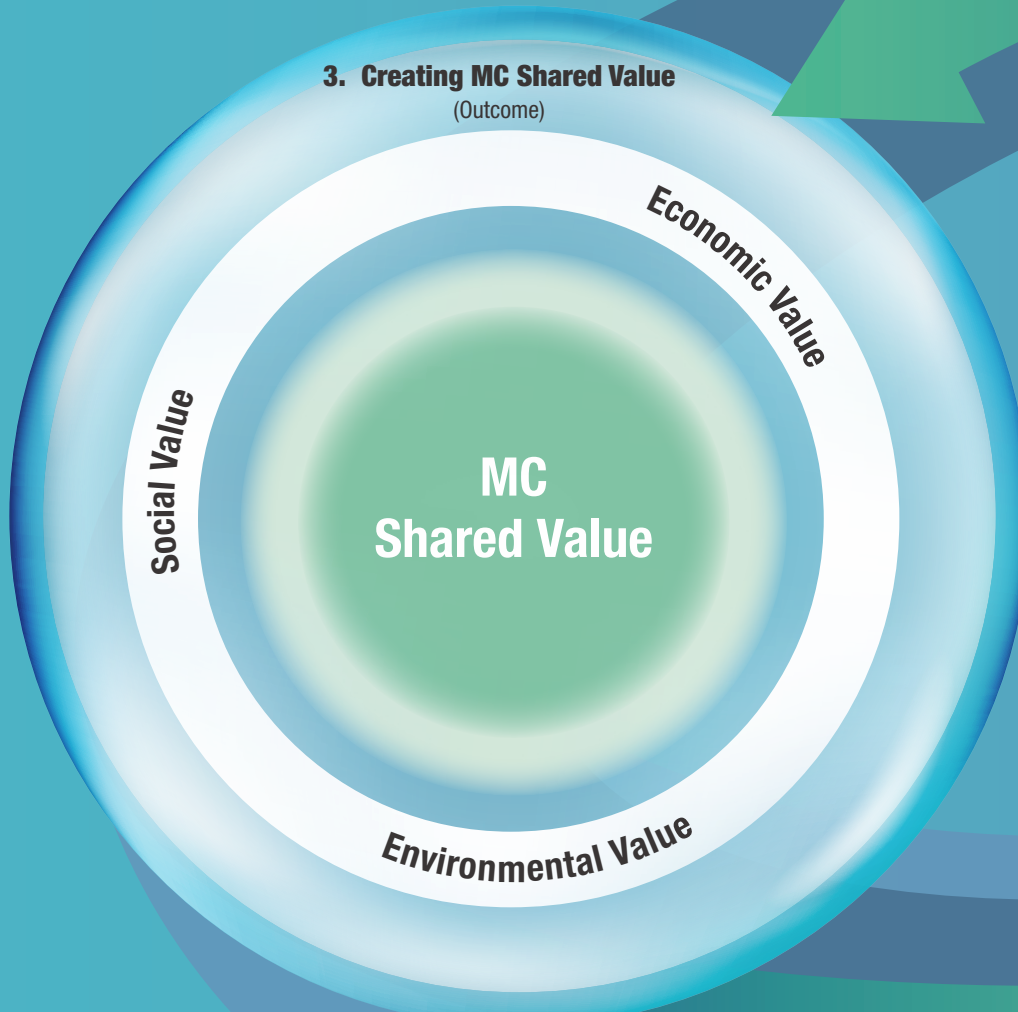 3. Creating MC Shared Value
(Outcome)
Economic Value
Social Value
MC
Shared Value
Environmental Value